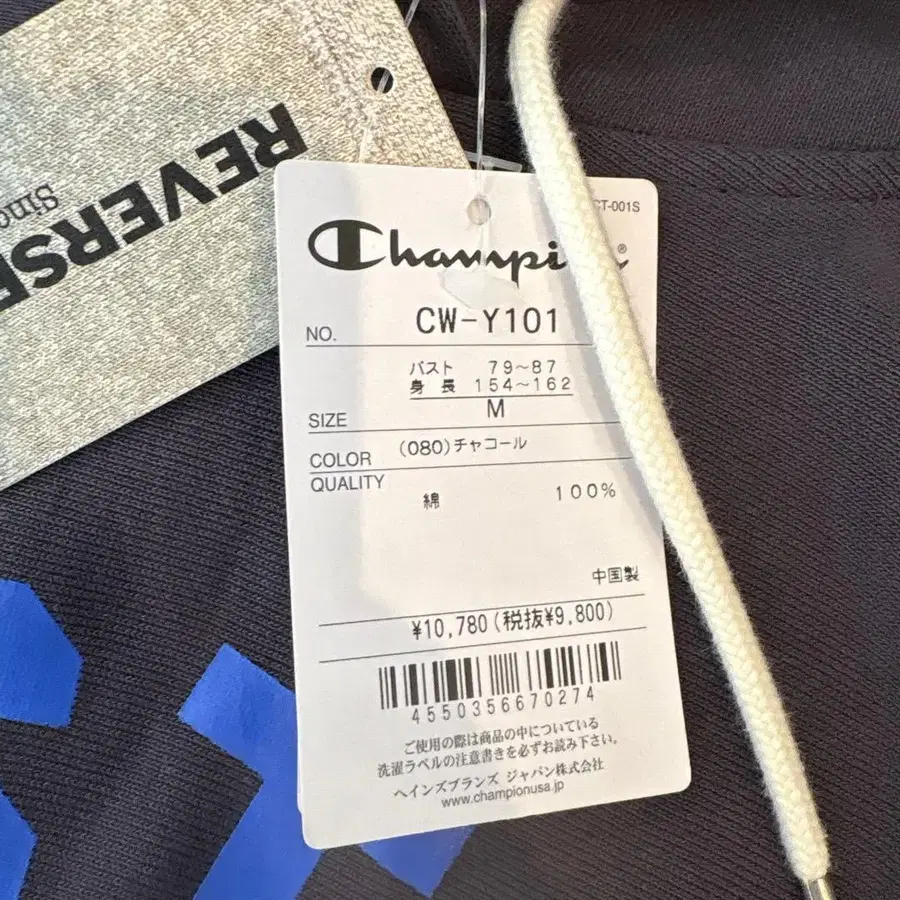 REVERSE
Sinc
CT-001S
Champion®
NO. CW-Y101
バスト 79~87
身長 154~162
SIZE M
COLOR (080)チャコール
QUALITY
綿 100%
中国製
¥10,780(税抜¥9,800)
4550356670274
ご使用の際は商品の中についている
洗濯ラベルの注意書きを必ずお読み下さい。
ヘインズブランズ ジャパン株式会社
www.championusa.jp